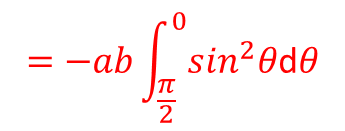 = −ab ∫_{π/2}^{0} sin²θdθ